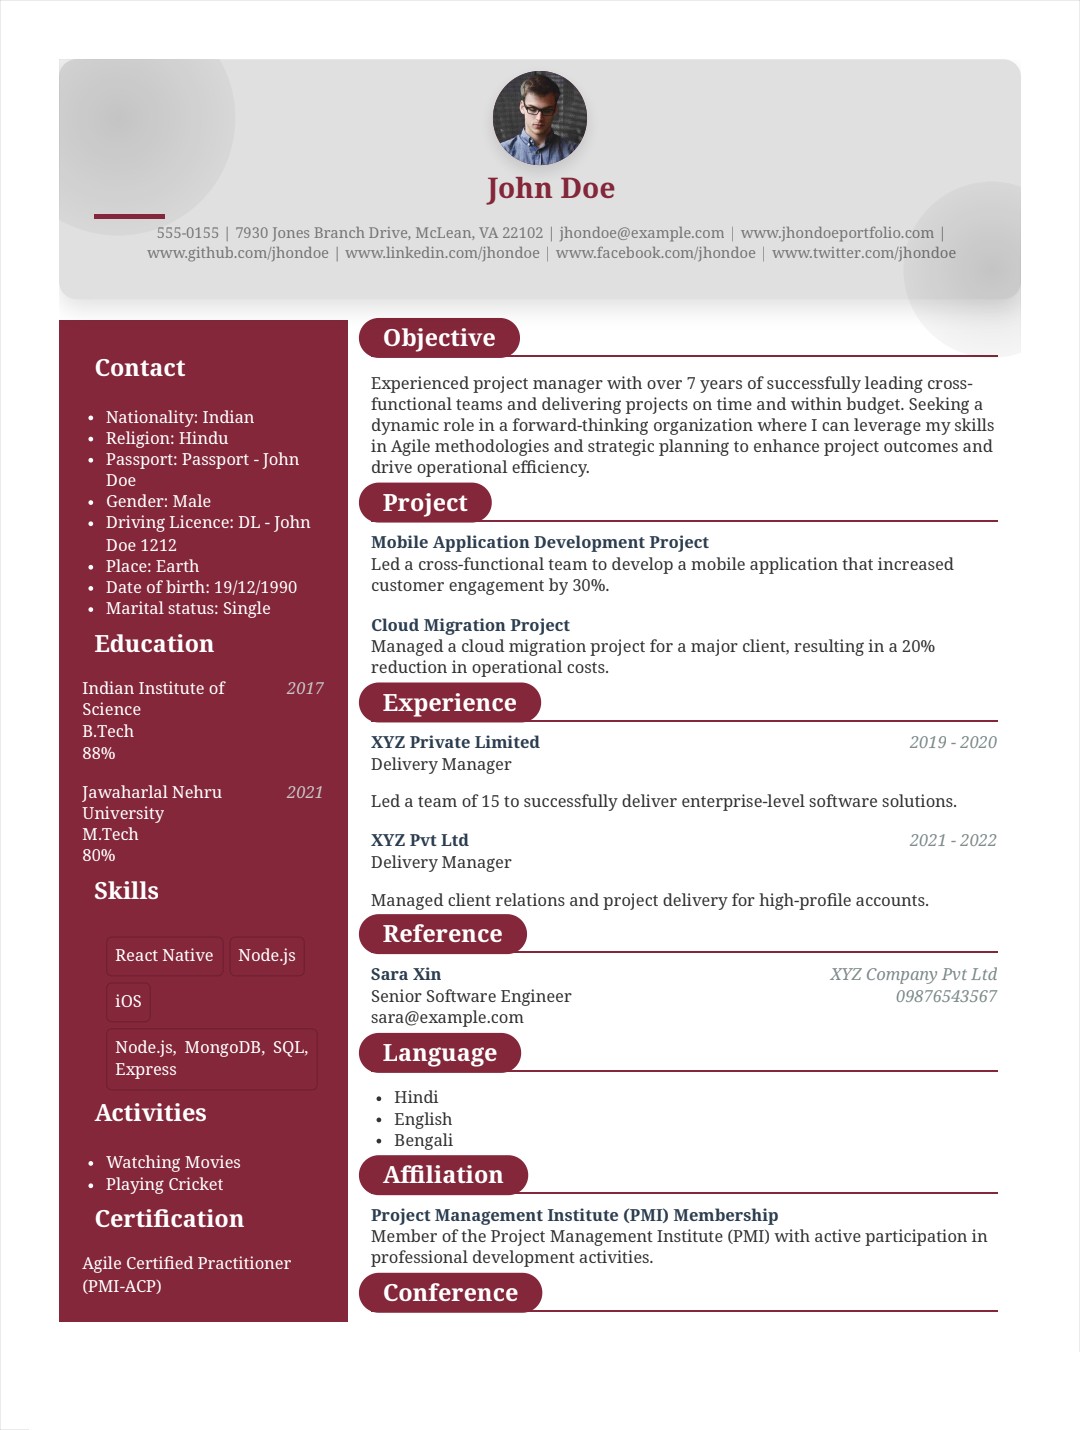 John Doe
555-0155 | 7930 Jones Branch Drive, McLean, VA 22102 | jhondoe@example.com | www.jhondoeportfolio.com |
www.github.com/jhondoe | www.linkedin.com/jhondoe | www.facebook.com/jhondoe | www.twitter.com/jhondoe
Contact
• Nationality: Indian
• Religion: Hindu
• Passport: Passport - John
Doe
• Gender: Male
• Driving Licence: DL - John
Doe 1212
• Place: Earth
• Date of birth: 19/12/1990
• Marital status: Single
Education
Indian Institute of 2017
Science
B.Tech
88%
Jawaharlal Nehru 2021
University
M.Tech
80%
Skills
React Native Node.js
iOS
Node.js, MongoDB, SQL,
Express
Activities
• Watching Movies
• Playing Cricket
Certification
Agile Certified Practitioner
(PMI-ACP)
Objective
Experienced project manager with over 7 years of successfully leading cross-
functional teams and delivering projects on time and within budget. Seeking a
dynamic role in a forward-thinking organization where I can leverage my skills
in Agile methodologies and strategic planning to enhance project outcomes and
drive operational efficiency.
Project
Mobile Application Development Project
Led a cross-functional team to develop a mobile application that increased
customer engagement by 30%.
Cloud Migration Project
Managed a cloud migration project for a major client, resulting in a 20%
reduction in operational costs.
Experience
XYZ Private Limited 2019 - 2020
Delivery Manager
Led a team of 15 to successfully deliver enterprise-level software solutions.
XYZ Pvt Ltd 2021 - 2022
Delivery Manager
Managed client relations and project delivery for high-profile accounts.
Reference
Sara Xin XYZ Company Pvt Ltd
Senior Software Engineer 09876543567
sara@example.com
Language
• Hindi
• English
• Bengali
Affiliation
Project Management Institute (PMI) Membership
Member of the Project Management Institute (PMI) with active participation in
professional development activities.
Conference